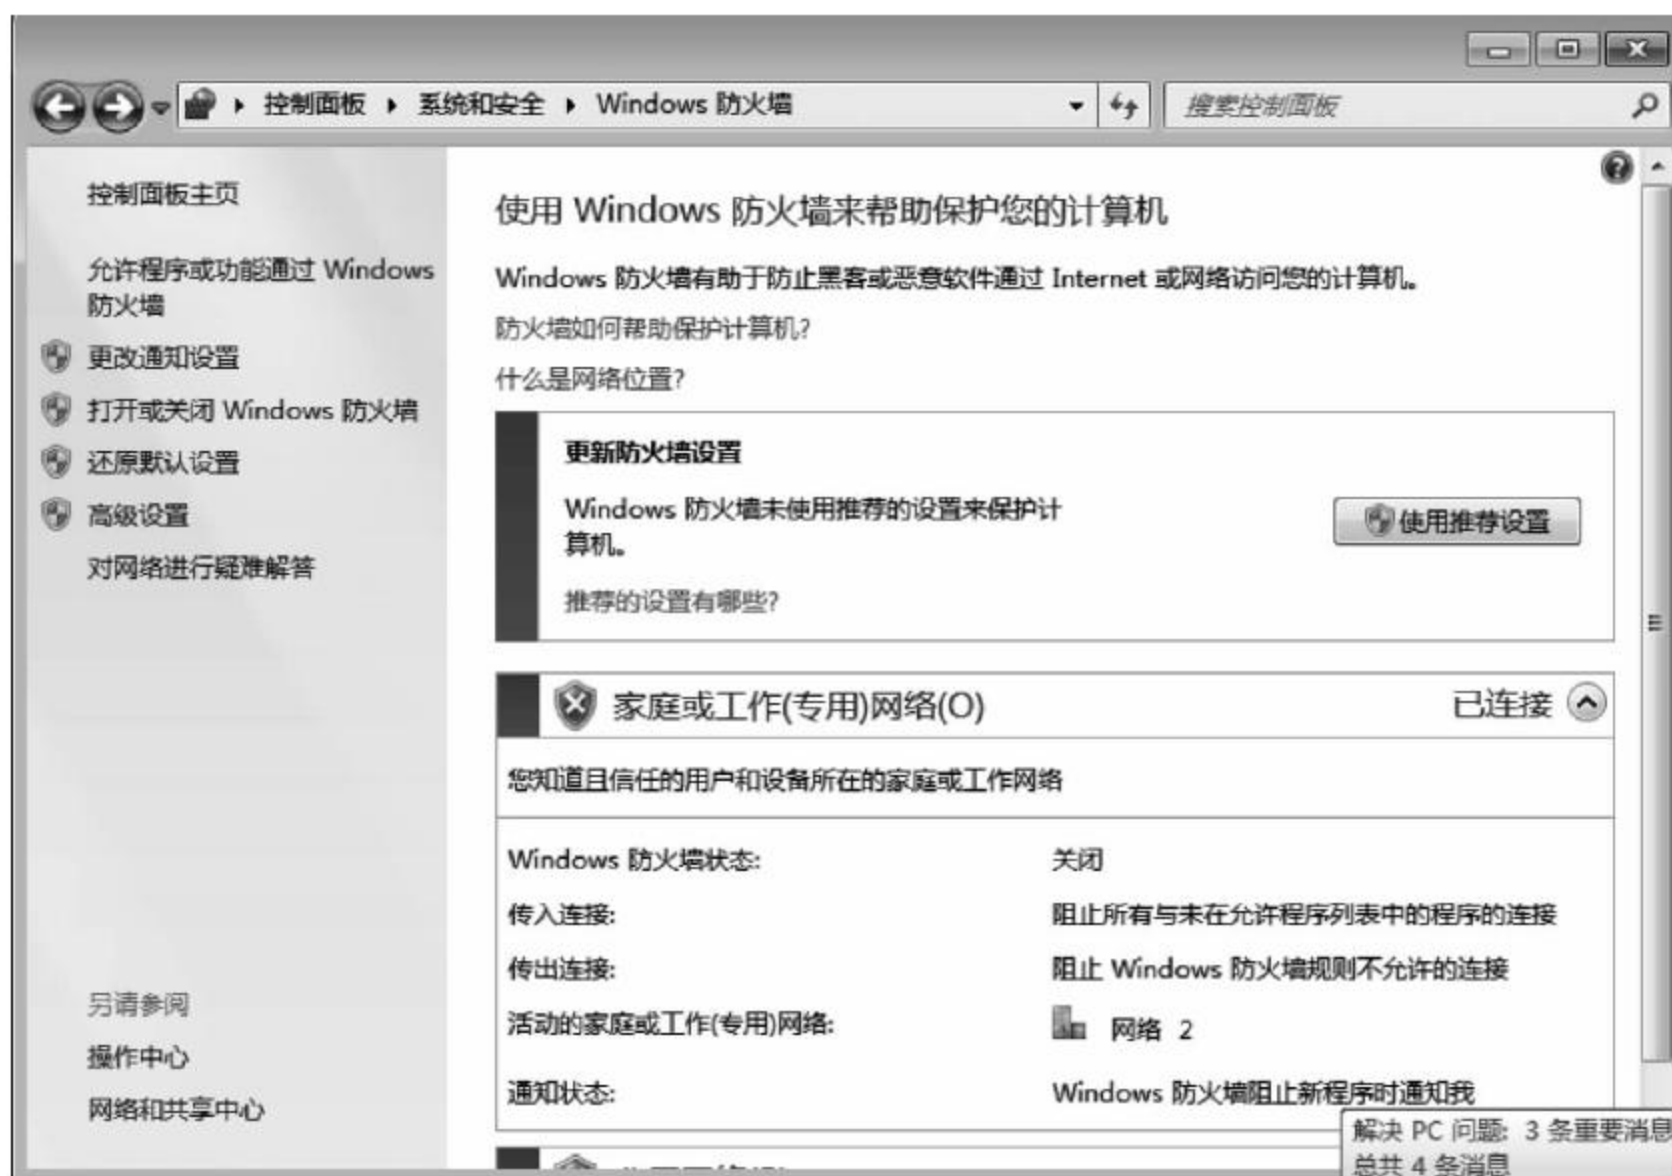 控制面板 ▸ 系统和安全 ▸ Windows 防火墙
搜索控制面板
控制面板主页
允许程序或功能通过 Windows
防火墙
更改通知设置
打开或关闭 Windows 防火墙
还原默认设置
高级设置
对网络进行疑难解答
另请参阅
操作中心
网络和共享中心
使用 Windows 防火墙来帮助保护您的计算机
Windows 防火墙有助于防止黑客或恶意软件通过 Internet 或网络访问您的计算机。
防火墙如何帮助保护计算机?
什么是网络位置?
更新防火墙设置
Windows 防火墙未使用推荐的设置来保护计
算机。
使用推荐设置
推荐的设置有哪些?
家庭或工作(专用)网络(O) 已连接
您知道且信任的用户和设备所在的家庭或工作网络
Windows 防火墙状态: 关闭
传入连接: 阻止所有与未在允许程序列表中的程序的连接
传出连接: 阻止 Windows 防火墙规则不允许的连接
活动的家庭或工作(专用)网络: 网络 2
通知状态: Windows 防火墙阻止新程序时通知我
解决 PC 问题: 3 条重要消息
总共 4 条消息